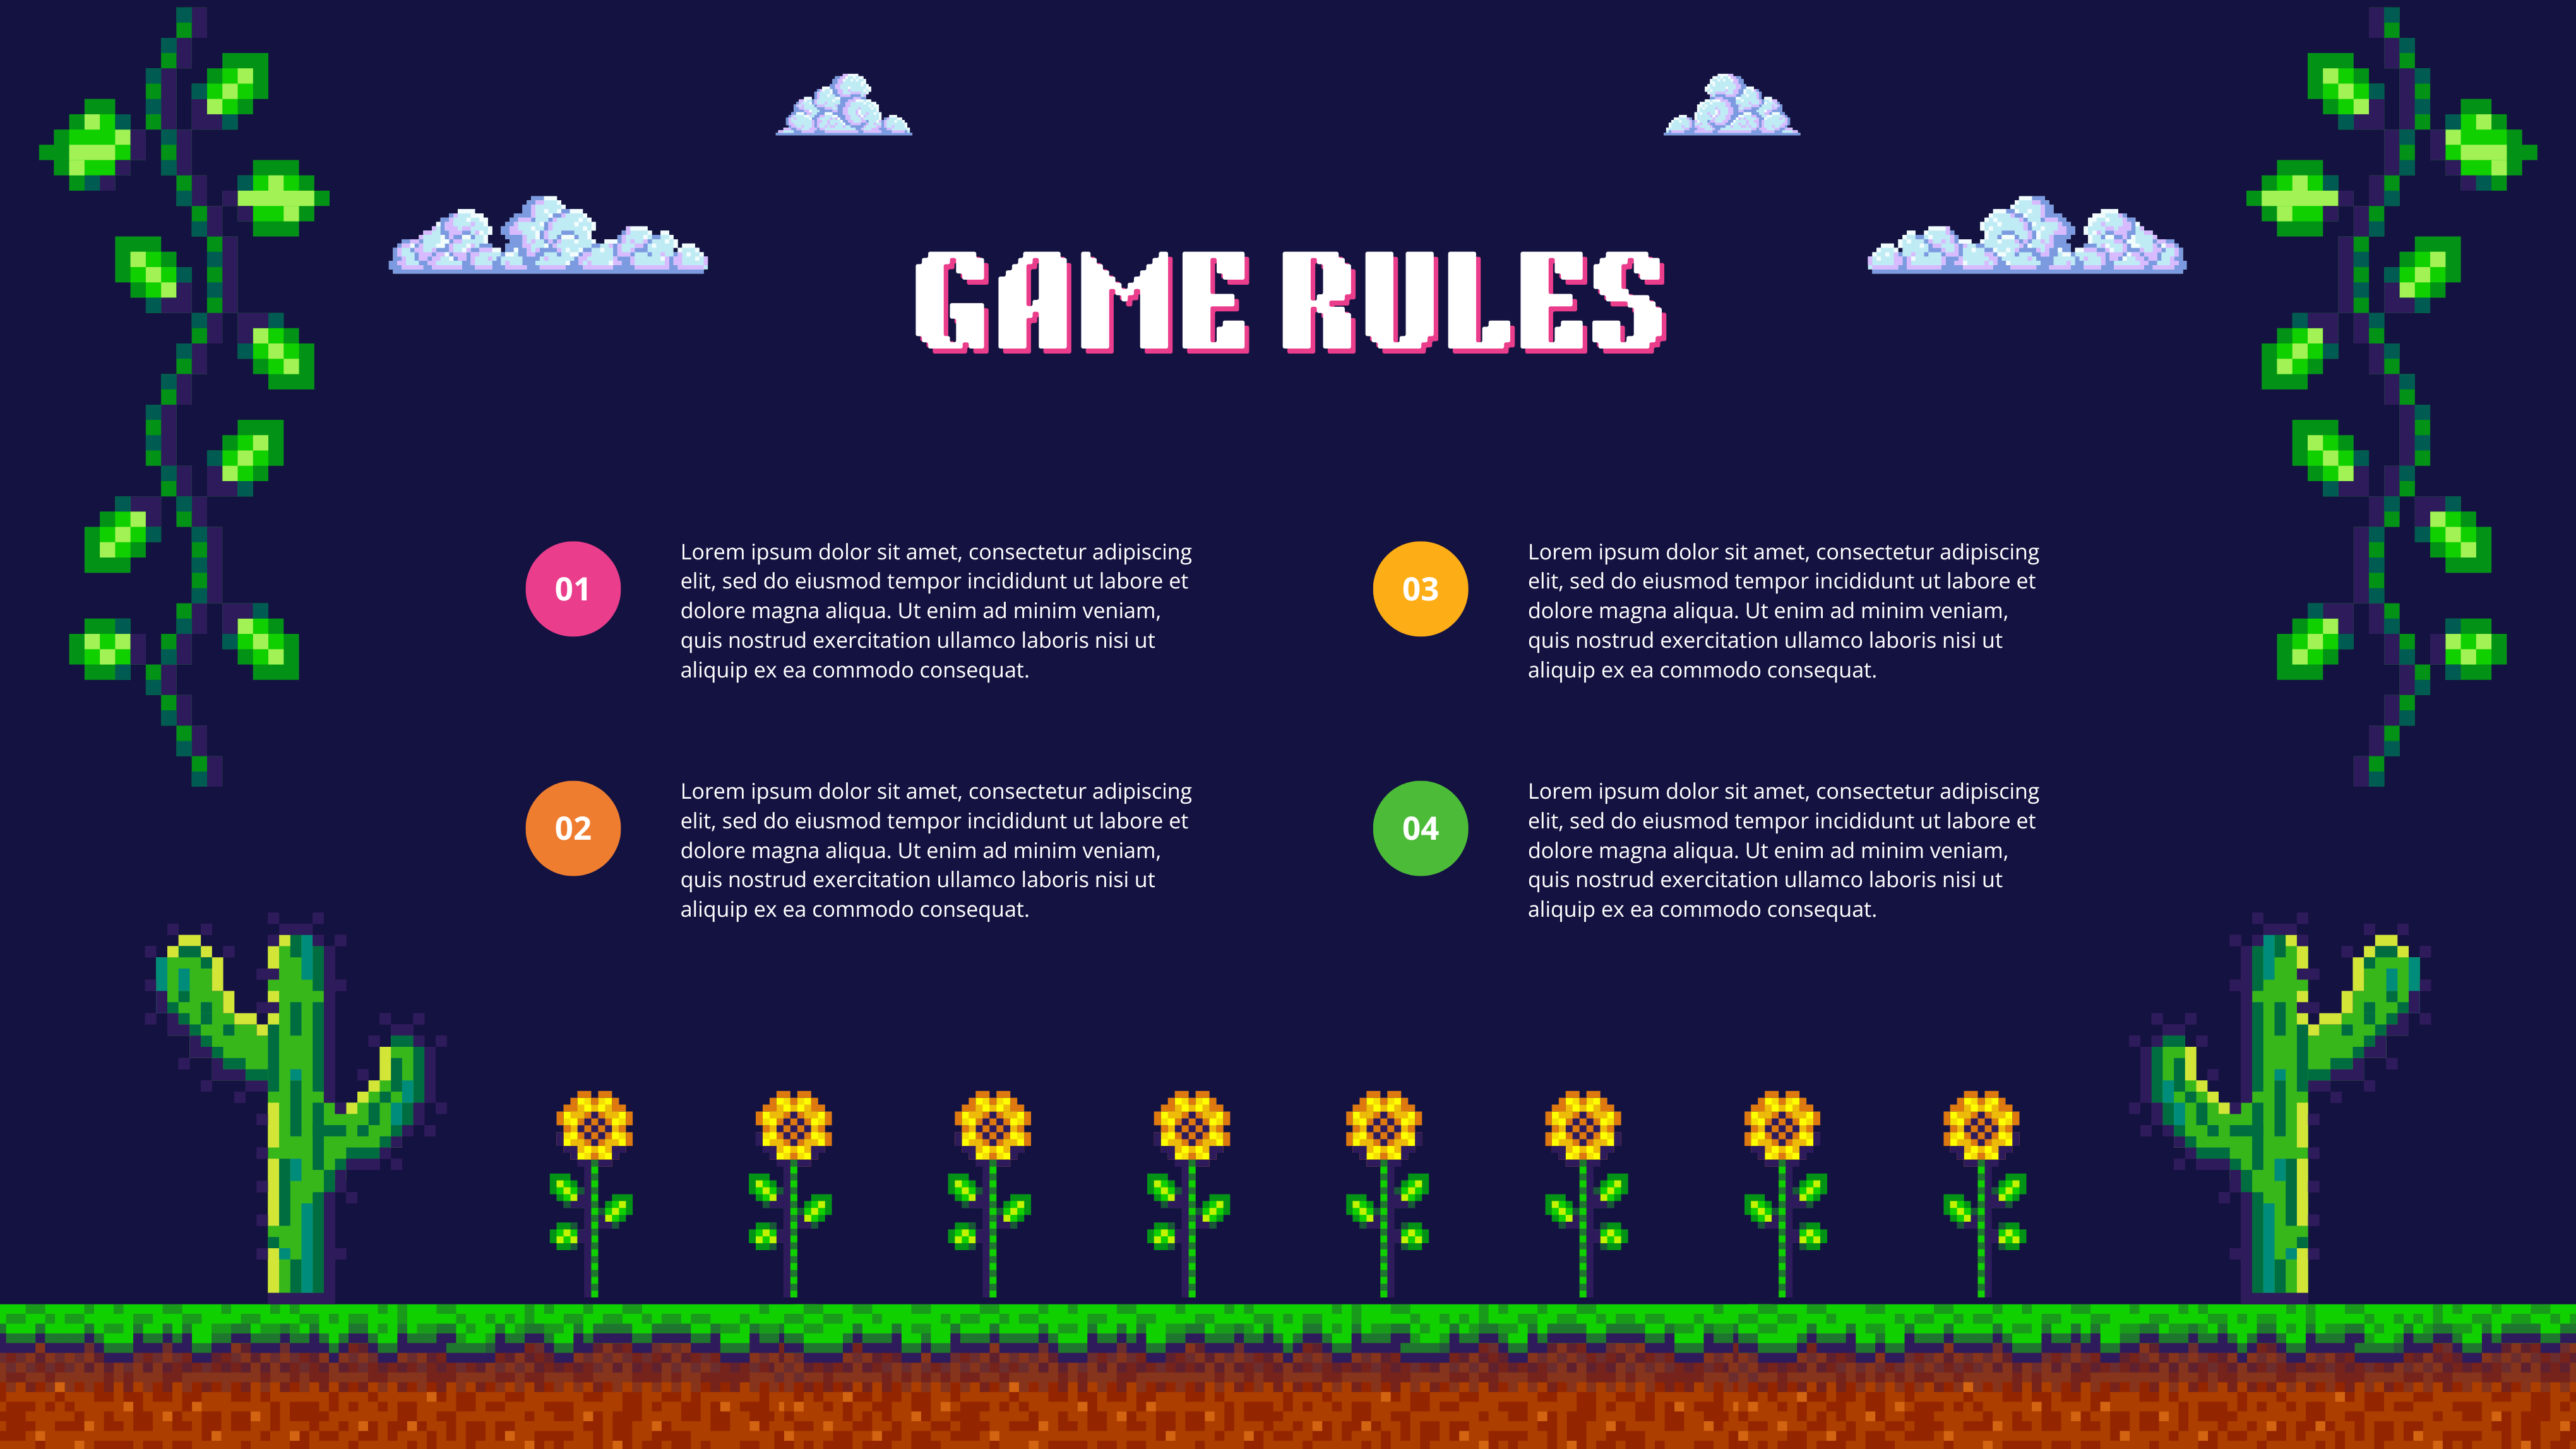 GAME RULES
01
Lorem ipsum dolor sit amet, consectetur adipiscing
elit, sed do eiusmod tempor incididunt ut labore et
dolore magna aliqua. Ut enim ad minim veniam,
quis nostrud exercitation ullamco laboris nisi ut
aliquip ex ea commodo consequat.
02
Lorem ipsum dolor sit amet, consectetur adipiscing
elit, sed do eiusmod tempor incididunt ut labore et
dolore magna aliqua. Ut enim ad minim veniam,
quis nostrud exercitation ullamco laboris nisi ut
aliquip ex ea commodo consequat.
03
Lorem ipsum dolor sit amet, consectetur adipiscing
elit, sed do eiusmod tempor incididunt ut labore et
dolore magna aliqua. Ut enim ad minim veniam,
quis nostrud exercitation ullamco laboris nisi ut
aliquip ex ea commodo consequat.
04
Lorem ipsum dolor sit amet, consectetur adipiscing
elit, sed do eiusmod tempor incididunt ut labore et
dolore magna aliqua. Ut enim ad minim veniam,
quis nostrud exercitation ullamco laboris nisi ut
aliquip ex ea commodo consequat.